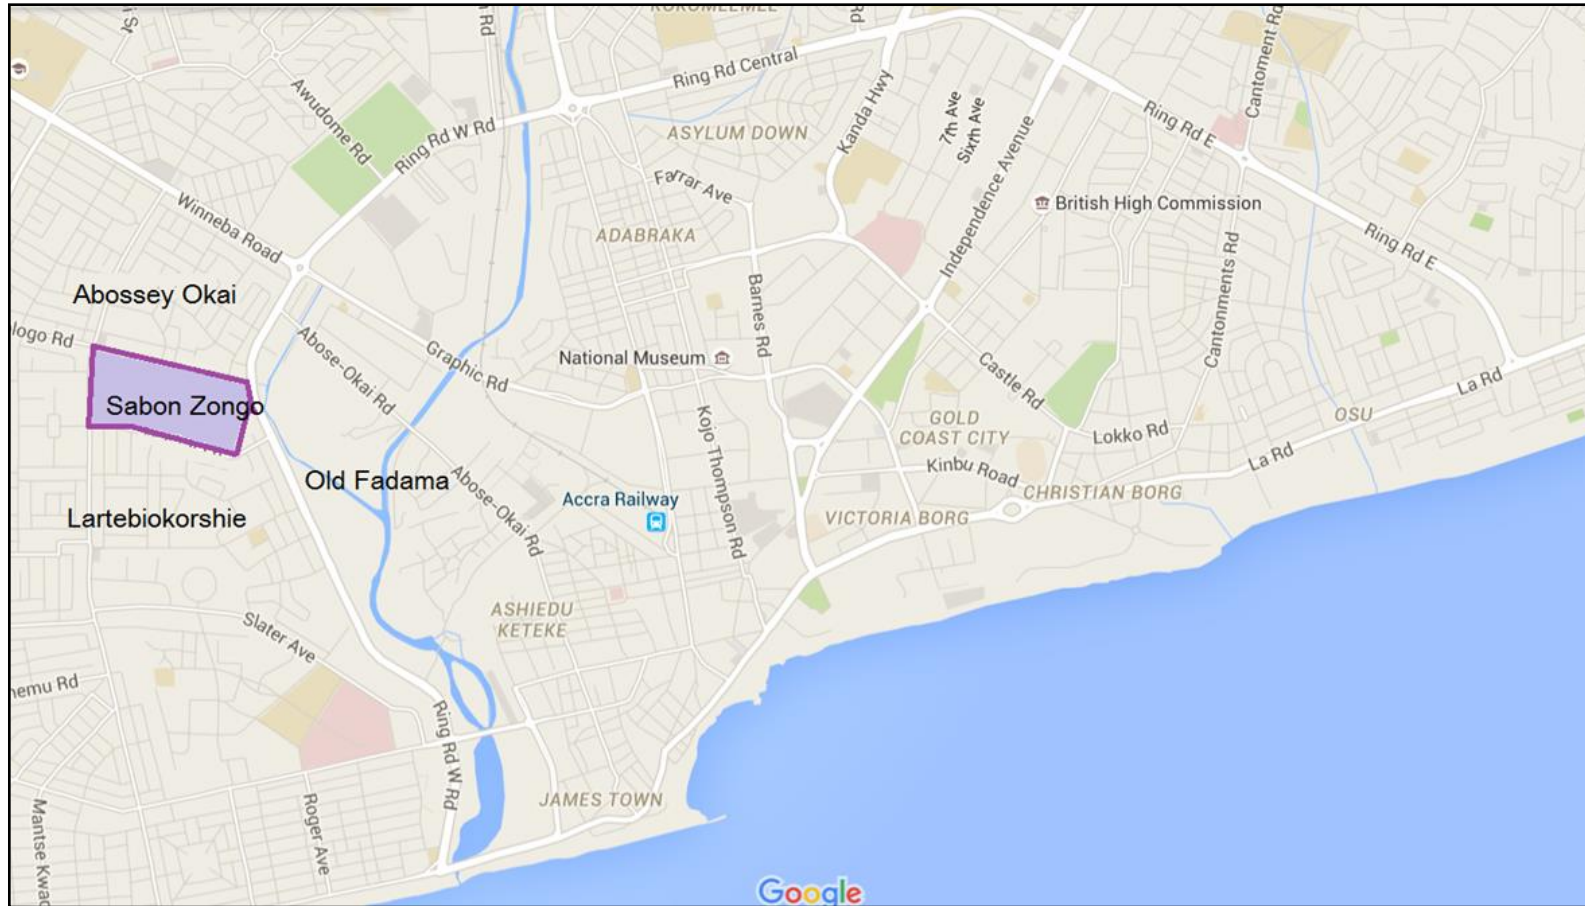 KOKOMLEMLE
Ring Rd Central
Cantoment Rd
Awudome Rd
Ring Rd W Rd
ASYLUM DOWN
Kanda Hwy
7th Ave
Sixth Ave
Ring Rd E
Farrar Ave
Independence Avenue
British High Commission
Winneba Road
ADABRAKA
Cantonments Rd
Ring Rd E
Abossey Okai
Barnes Rd
logo Rd
Abose-Okai Rd
Graphic Rd
National Museum
Castle Rd
La Rd
Sabon Zongo
Kojo Thompson Rd
GOLD
COAST CITY
OSU
Lokko Rd
Old Fadama
Abose-Okai Rd
Kinbu Road
La Rd
Accra Railway
CHRISTIAN BORG
Lartebiokorshie
VICTORIA BORG
ASHIEDU
KETEKE
Slater Ave
nemu Rd
Ring Rd W Rd
JAMES TOWN
Roger Ave
Mantse Kwao
Google